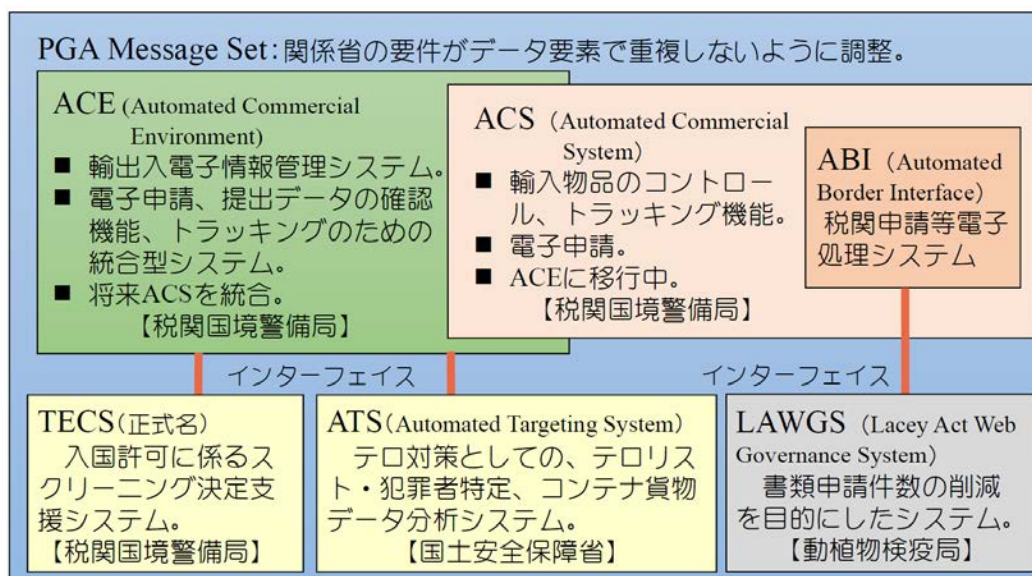 PGA Message Set:関係省の要件がデータ要素で重複しないように調整。
ACE (Automated Commercial
Environment)
■ 輸出入電子情報管理システム。
■ 電子申請、提出データの確認
機能、トラッキングのための
統合型システム。
■ 将来ACSを統合。
【税関国境警備局】
ACS (Automated Commercial
System)
■ 輸入物品のコントロー
ル、トラッキング機能。
■ 電子申請。
■ ACEに移行中。
【税関国境警備局】
ABI (Automated
Border Interface)
税関申請等電子
処理システム
インターフェイス
インターフェイス
TECS(正式名)
入国許可に係るス
クリーニング決定支
援システム。
【税関国境警備局】
ATS(Automated Targeting System)
テロ対策としての、テロリス
ト・犯罪者特定、コンテナ貨物
データ分析システム。
【国土安全保障省】
LAWGS (Lacey Act Web
Governance System)
書類申請件数の削減
を目的にしたシステム。
【動植物検疫局】